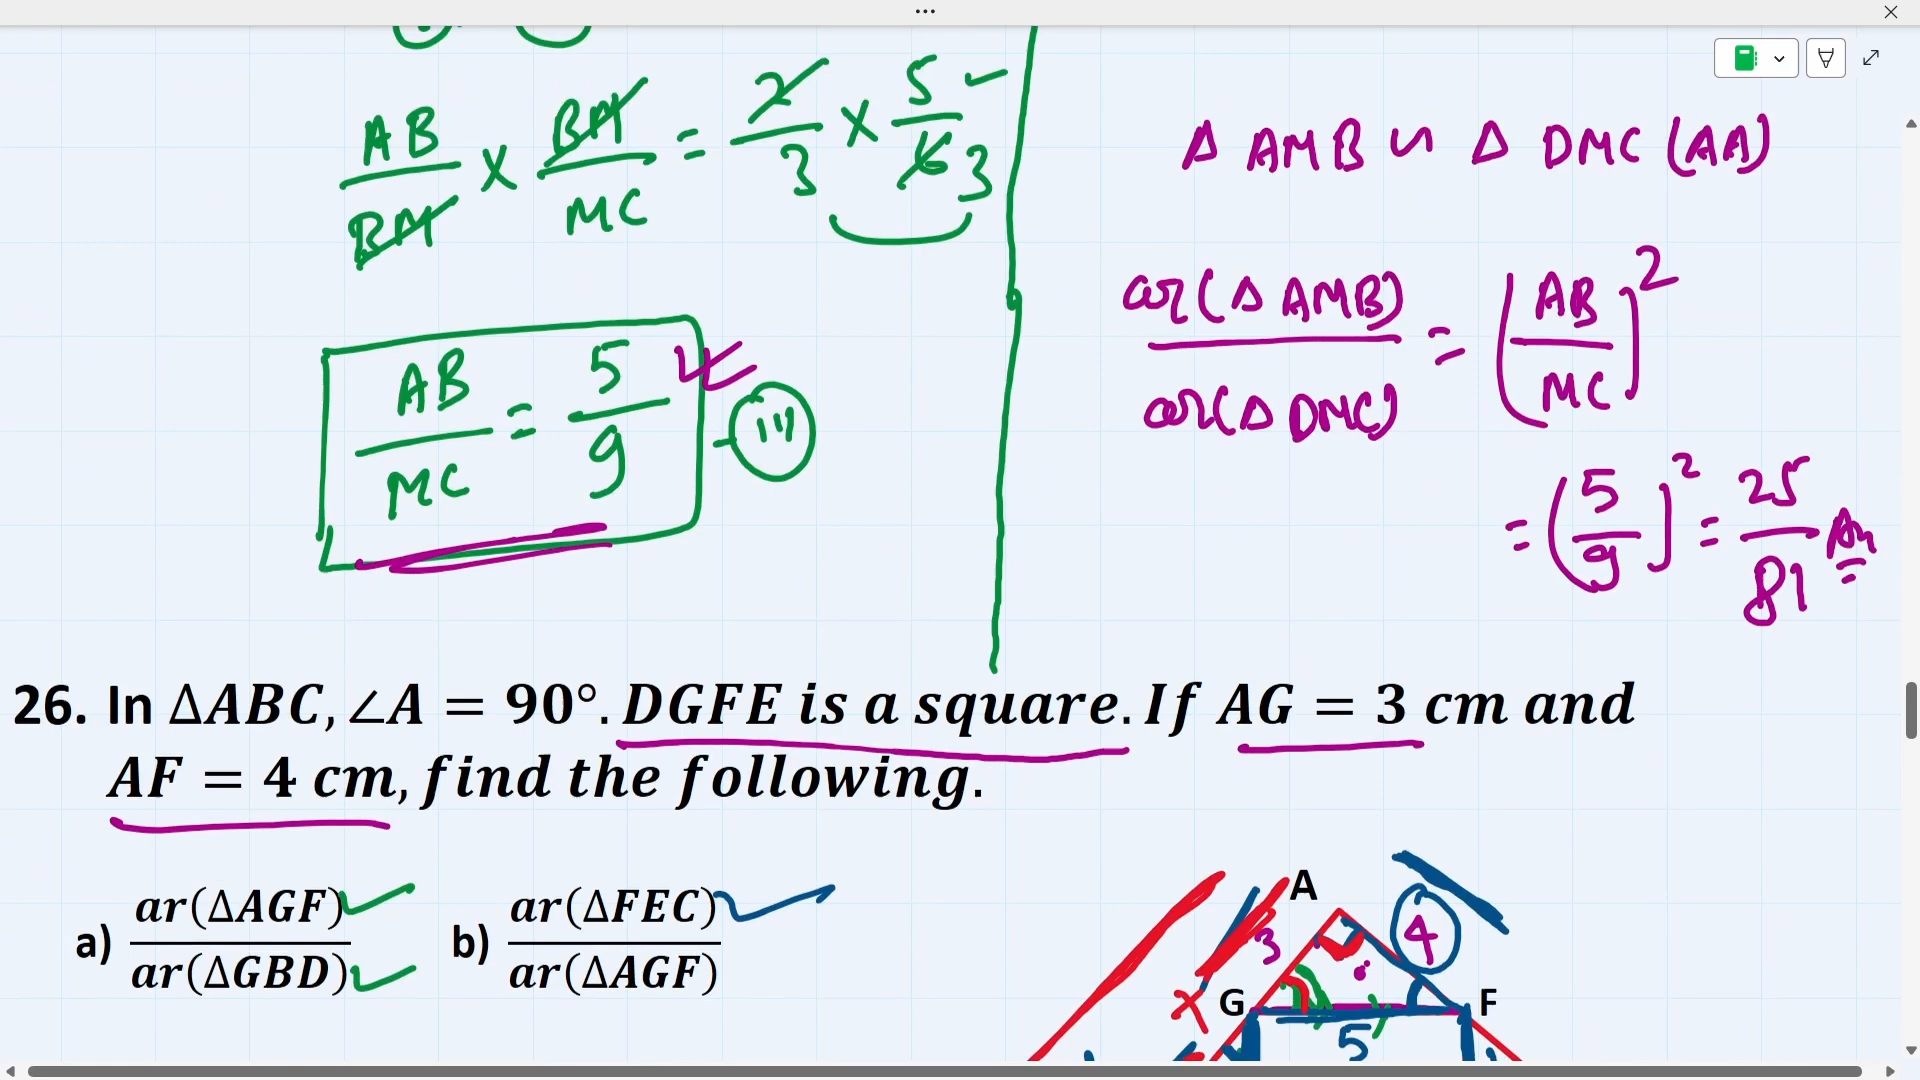 AB/BM × BM/MC = 2/3 × 5/6 3
AB/MC = 5/9 - (III)
Δ AMB ∽ Δ DMC (AA)
ar(Δ AMB)/ar(Δ DMC) = [AB/MC]²
= (5/9]² = 25/81 An
26. In ΔABC, ∠A = 90°. DGFE is a square. If AG = 3 cm and
AF = 4 cm, find the following.
a) ar(ΔAGF)/ar(ΔGBD) b) ar(ΔFEC)/ar(ΔAGF)
A
3 4
x G y F
5